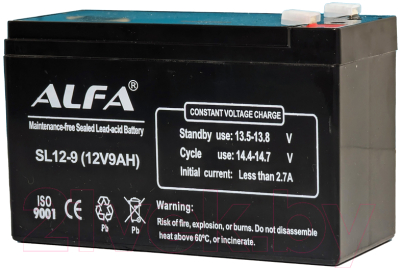 ALFA®
Maintenance-free Sealed Lead-acid Battery
SL12-9 (12V9AH)
ISO
9001
CE
Pb
CONSTANT VOLTAGE CHARGE
Standby use: 13.5-13.8 V
Cycle use: 14.4-14.7 V
Initial current: Less than 2.7A
Warning:
Risk of fire, explosion, or burns. Do not disassemble
heat above 60°C, or incinerate.